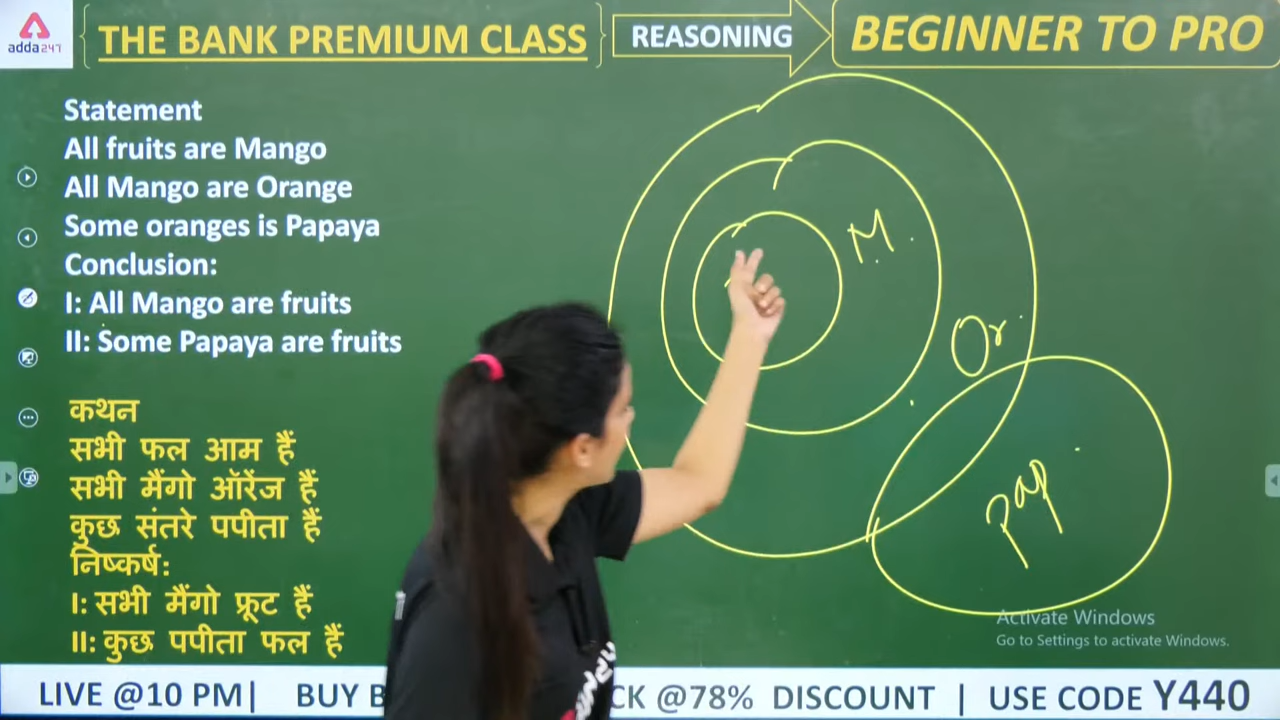 adda247
THE BANK PREMIUM CLASS
REASONING
BEGINNER TO PRO
Statement
All fruits are Mango
All Mango are Orange
Some oranges is Papaya
Conclusion:
I: All Mango are fruits
II: Some Papaya are fruits
कथन
सभी फल आम हैं
सभी मैंगो ऑरेंज हैं
कुछ संतरे पपीता हैं
निष्कर्ष:
I: सभी मैंगो फ्रूट हैं
II: कुछ पपीता फल हैं
M
Or
Pap
Activate Windows
Go to Settings to activate Windows.
LIVE @10 PM| BUY @78% DISCOUNT | USE CODE Y440